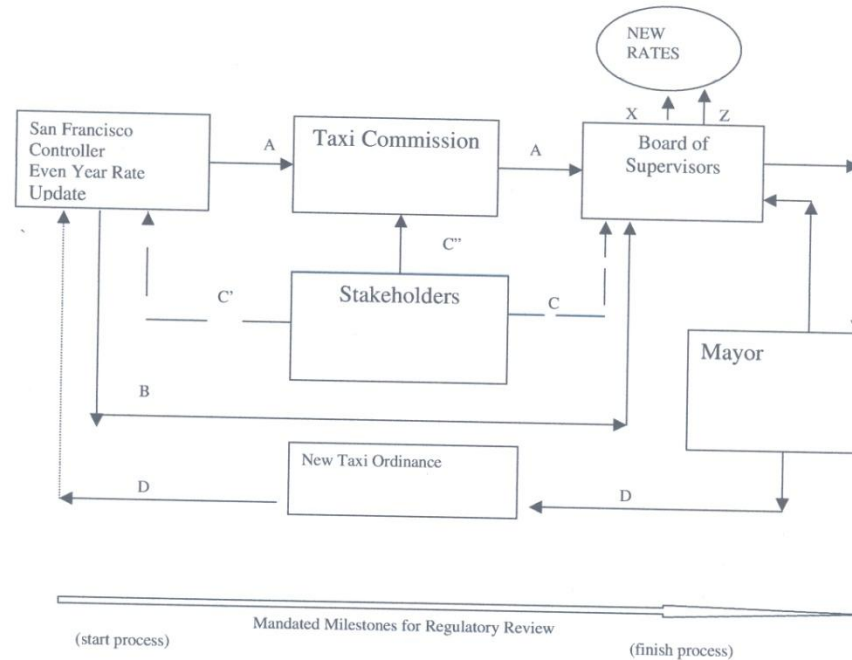 NEW
RATES
X
Z
San Francisco
Controller
Even Year Rate
Update
A
Taxi Commission
A
Board of
Supervisors
C"
C'
Stakeholders
C
Mayor
B
New Taxi Ordinance
D
D
Mandated Milestones for Regulatory Review
(start process)
(finish process)